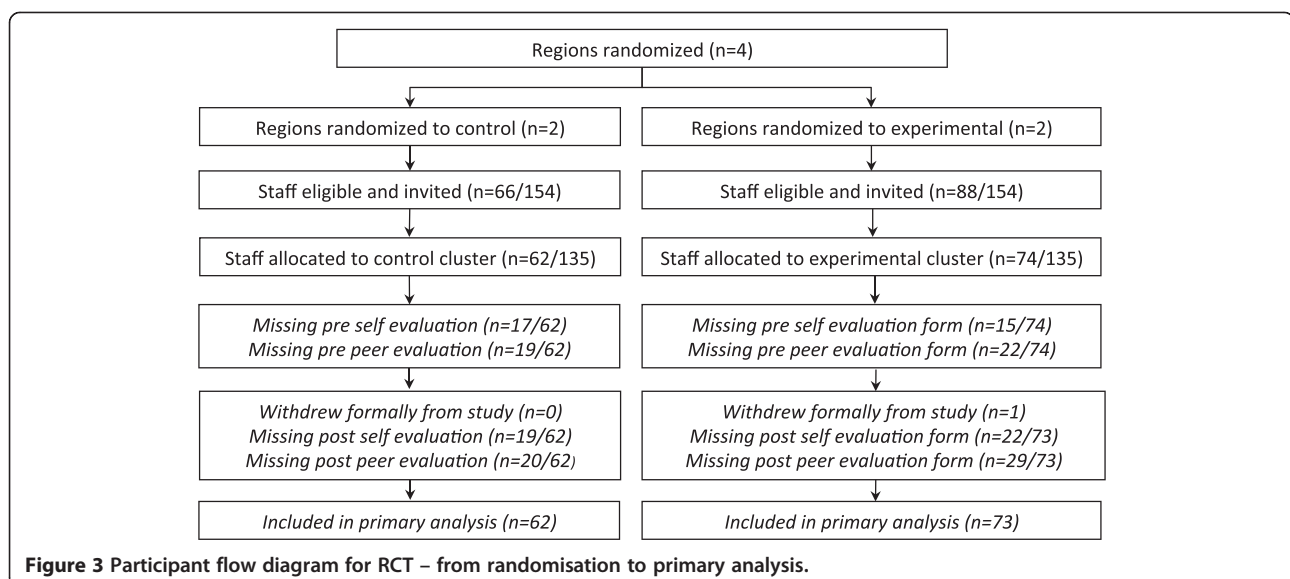 Regions randomized (n=4)
Regions randomized to control (n=2)
Regions randomized to experimental (n=2)
Staff eligible and invited (n=66/154)
Staff eligible and invited (n=88/154)
Staff allocated to control cluster (n=62/135)
Staff allocated to experimental cluster (n=74/135)
Missing pre self evaluation (n=17/62)
Missing pre peer evaluation (n=19/62)
Missing pre self evaluation form (n=15/74)
Missing pre peer evaluation form (n=22/74)
Withdrew formally from study (n=0)
Missing post self evaluation (n=19/62)
Missing post peer evaluation (n=20/62)
Withdrew formally from study (n=1)
Missing post self evaluation form (n=22/73)
Missing post peer evaluation form (n=29/73)
Included in primary analysis (n=62)
Included in primary analysis (n=73)
Figure 3 Participant flow diagram for RCT – from randomisation to primary analysis.